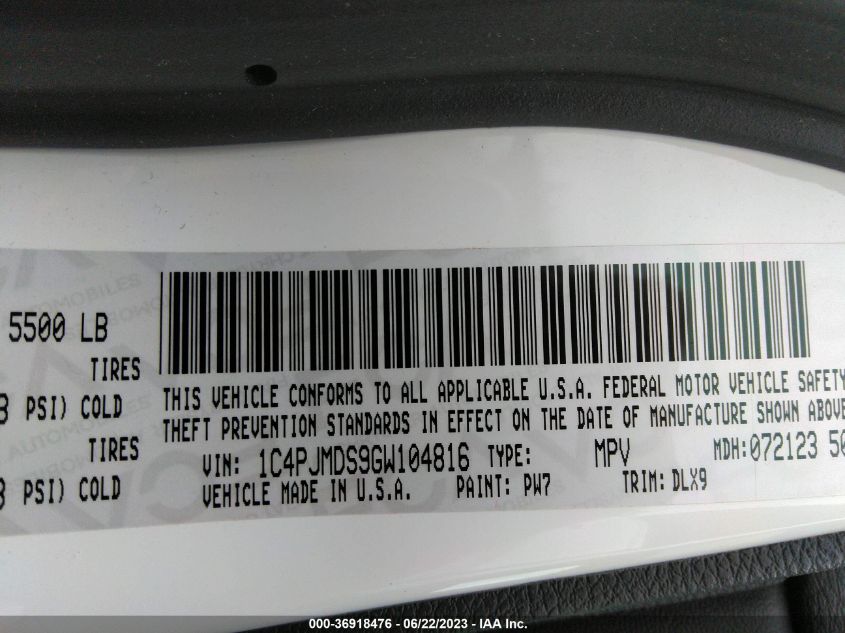 5500 LB
TIRES
PSI) COLD
TIRES
PSI) COLD
THIS VEHICLE CONFORMS TO ALL APPLICABLE U.S.A. FEDERAL MOTOR VEHICLE SAFETY
THEFT PREVENTION STANDARDS IN EFFECT ON THE DATE OF MANUFACTURE SHOWN ABOVE
VIN: 1C4PJMDS9GW104816 TYPE: MPV MDH:072123 50
VEHICLE MADE IN U.S.A. PAINT: PW7 TRIM: DLX9
000-36918476 - 06/22/2023 - IAA Inc.